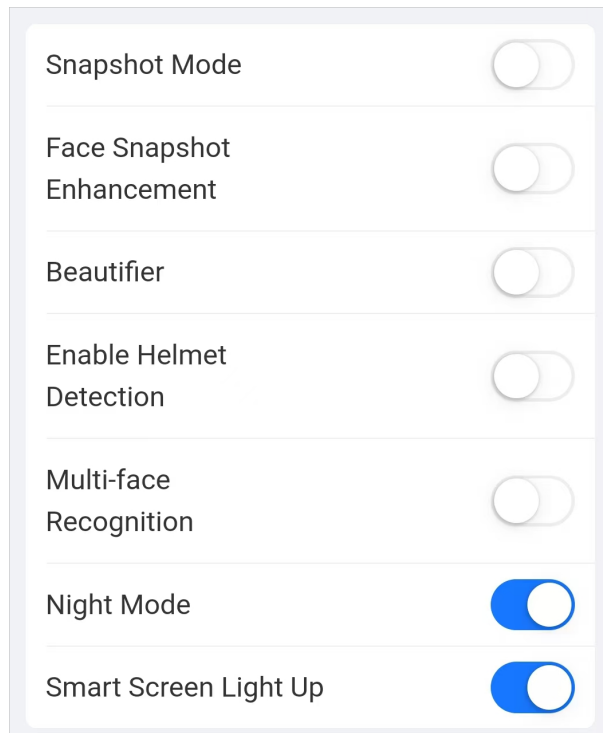 Snapshot Mode
Face Snapshot
Enhancement
Beautifier
Enable Helmet
Detection
Multi-face
Recognition
Night Mode
Smart Screen Light Up